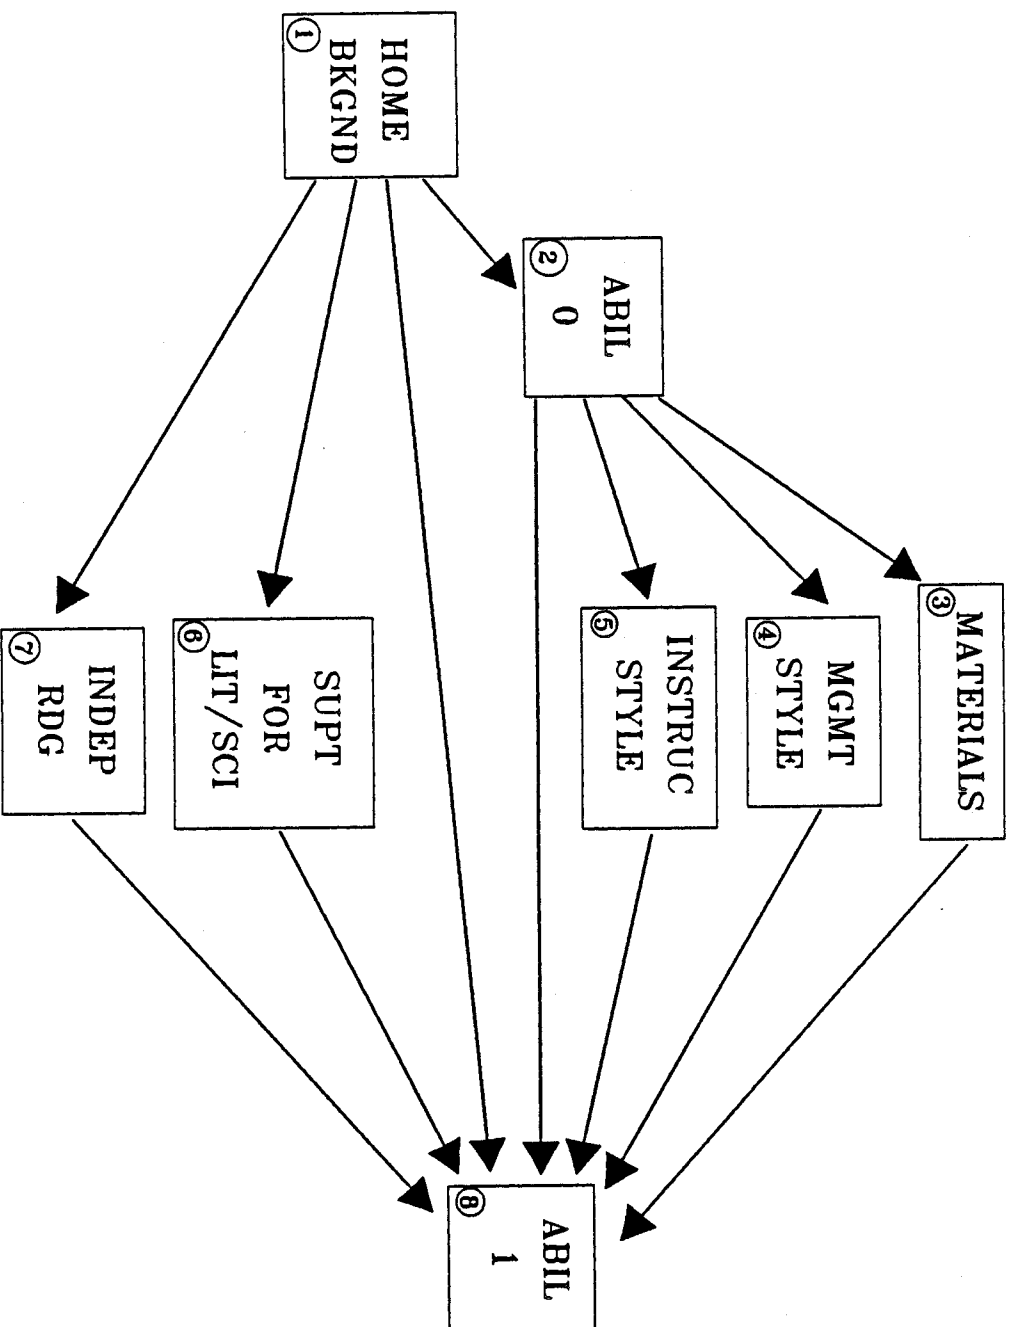 HOME
BKGND
①
ABIL
0
②
MATERIALS
③
MGMT
STYLE
④
INSTRUC
STYLE
⑤
SUPT
FOR
LIT/SCI
⑥
INDEP
RDG
⑦
ABIL
1
⑧